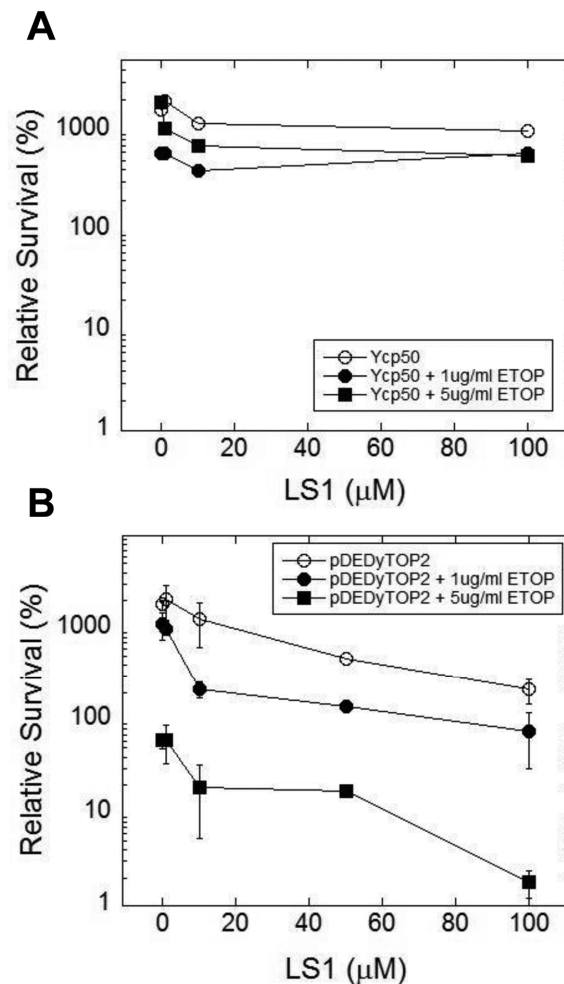 A
Relative Survival (%)
1000
100
10
1
Ycp50
Ycp50 + 1ug/ml ETOP
Ycp50 + 5ug/ml ETOP
0 20 40 60 80 100
LS1 (μM)
B
Relative Survival (%)
1000
100
10
1
pDEDyTOP2
pDEDyTOP2 + 1ug/ml ETOP
pDEDyTOP2 + 5ug/ml ETOP
0 20 40 60 80 100
LS1 (μM)